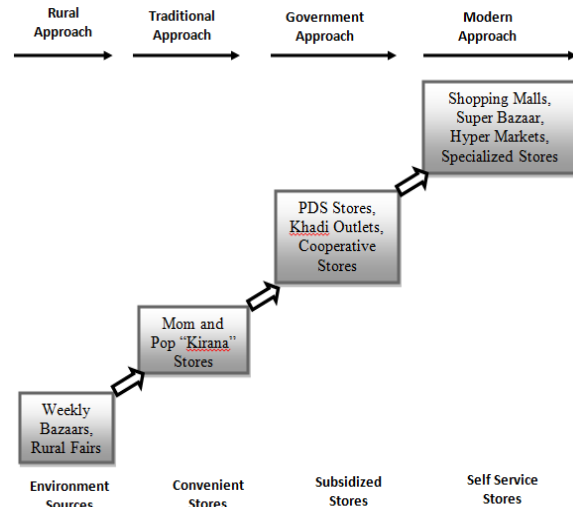 Rural
Approach
Traditional
Approach
Government
Approach
Modern
Approach
Shopping Malls,
Super Bazaar,
Hyper Markets,
Specialized Stores
PDS Stores,
Khadi Outlets,
Cooperative
Stores
Mom and
Pop “Kirana”
Stores
Weekly
Bazaars,
Rural Fairs
Environment
Sources
Convenient
Stores
Subsidized
Stores
Self Service
Stores